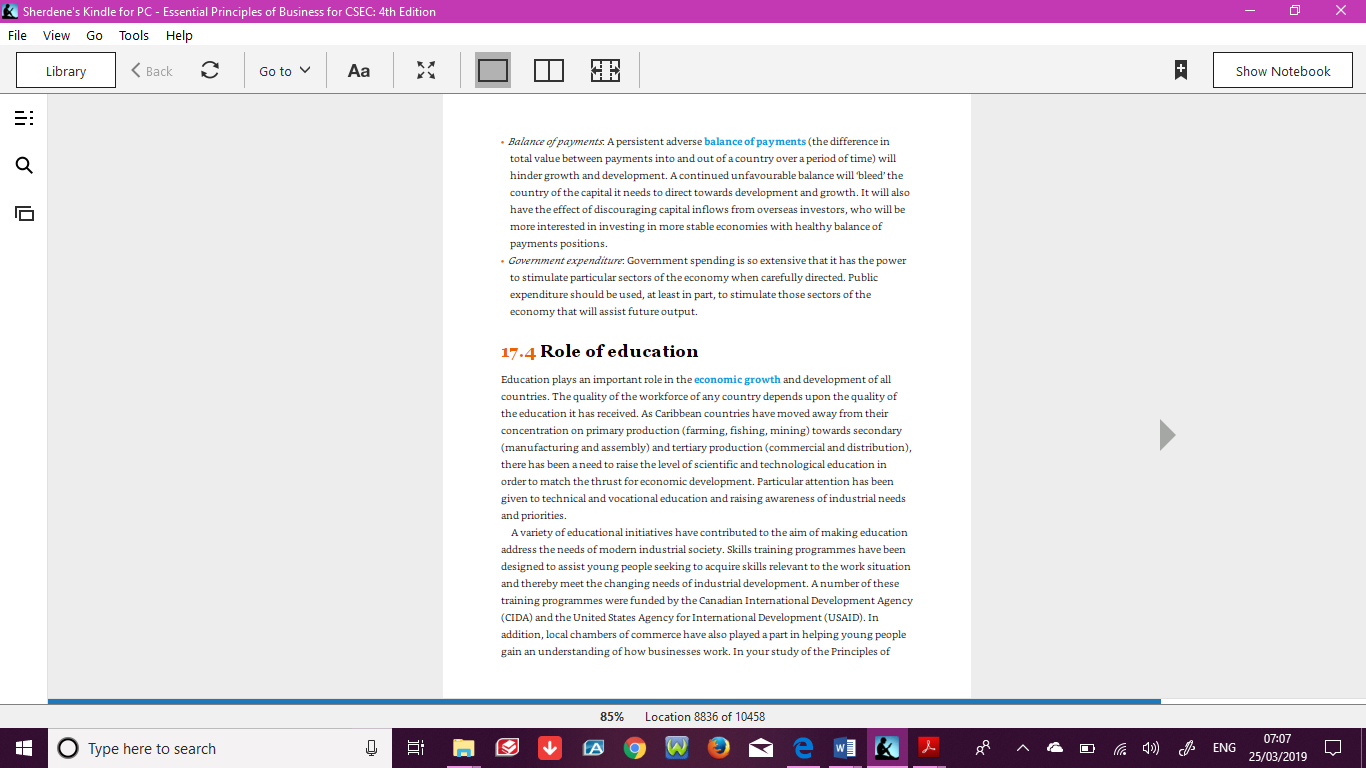 Sherdene's Kindle for PC - Essential Principles of Business for CSEC: 4th Edition
File View Go Tools Help
Library Back Go to Aa Show Notebook
• Balance of payments: A persistent adverse balance of payments (the difference in
total value between payments into and out of a country over a period of time) will
hinder growth and development. A continued unfavourable balance will 'bleed' the
country of the capital it needs to direct towards development and growth. It will also
have the effect of discouraging capital inflows from overseas investors, who will be
more interested in investing in more stable economies with healthy balance of
payments positions.
• Government expenditure: Government spending is so extensive that it has the power
to stimulate particular sectors of the economy when carefully directed. Public
expenditure should be used, at least in part, to stimulate those sectors of the
economy that will assist future output.
17.4 Role of education
Education plays an important role in the economic growth and development of all
countries. The quality of the workforce of any country depends upon the quality of
the education it has received. As Caribbean countries have moved away from their
concentration on primary production (farming, fishing, mining) towards secondary
(manufacturing and assembly) and tertiary production (commercial and distribution),
there has been a need to raise the level of scientific and technological education in
order to match the thrust for economic development. Particular attention has been
given to technical and vocational education and raising awareness of industrial needs
and priorities.
A variety of educational initiatives have contributed to the aim of making education
address the needs of modern industrial society. Skills training programmes have been
designed to assist young people seeking to acquire skills relevant to the work situation
and thereby meet the changing needs of industrial development. A number of these
training programmes were funded by the Canadian International Development Agency
(CIDA) and the United States Agency for International Development (USAID). In
addition, local chambers of commerce have also played a part in helping young people
gain an understanding of how businesses work. In your study of the Principles of
85% Location 8836 of 10458
Type here to search
ENG
07:07
25/03/2019